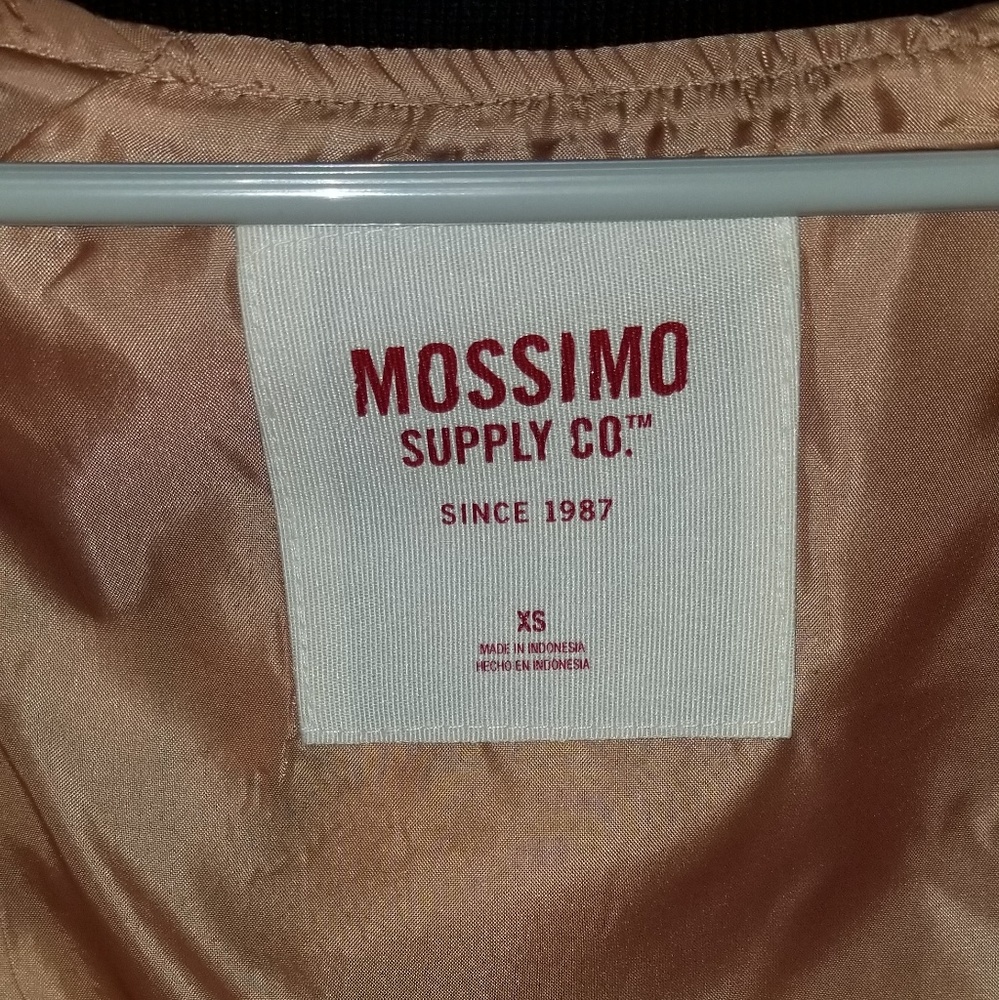 MOSSIMO
SUPPLY CO.™
SINCE 1987
XS
MADE IN INDONESIA
HECHO EN INDONESIA